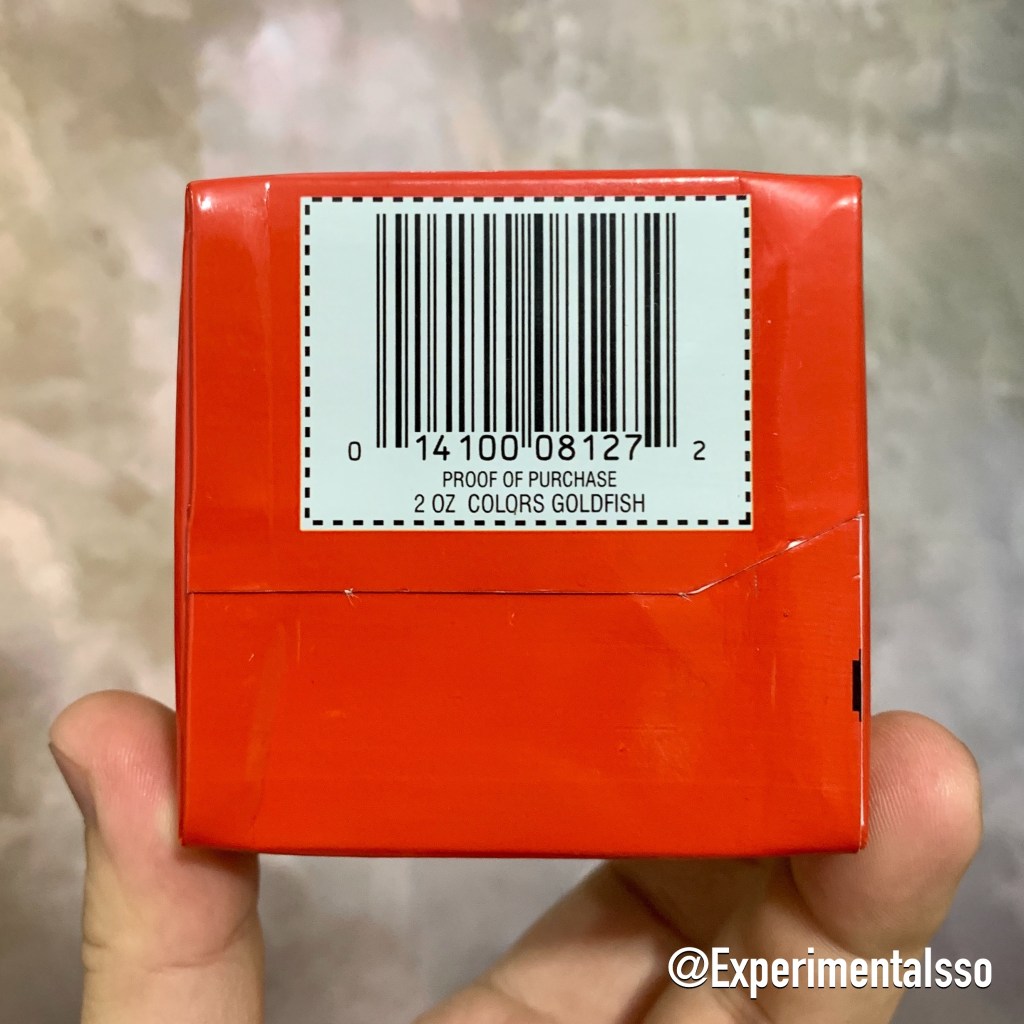 0 14100 08127 2
PROOF OF PURCHASE
2 OZ COLORS GOLDFISH
@Experimentalsso